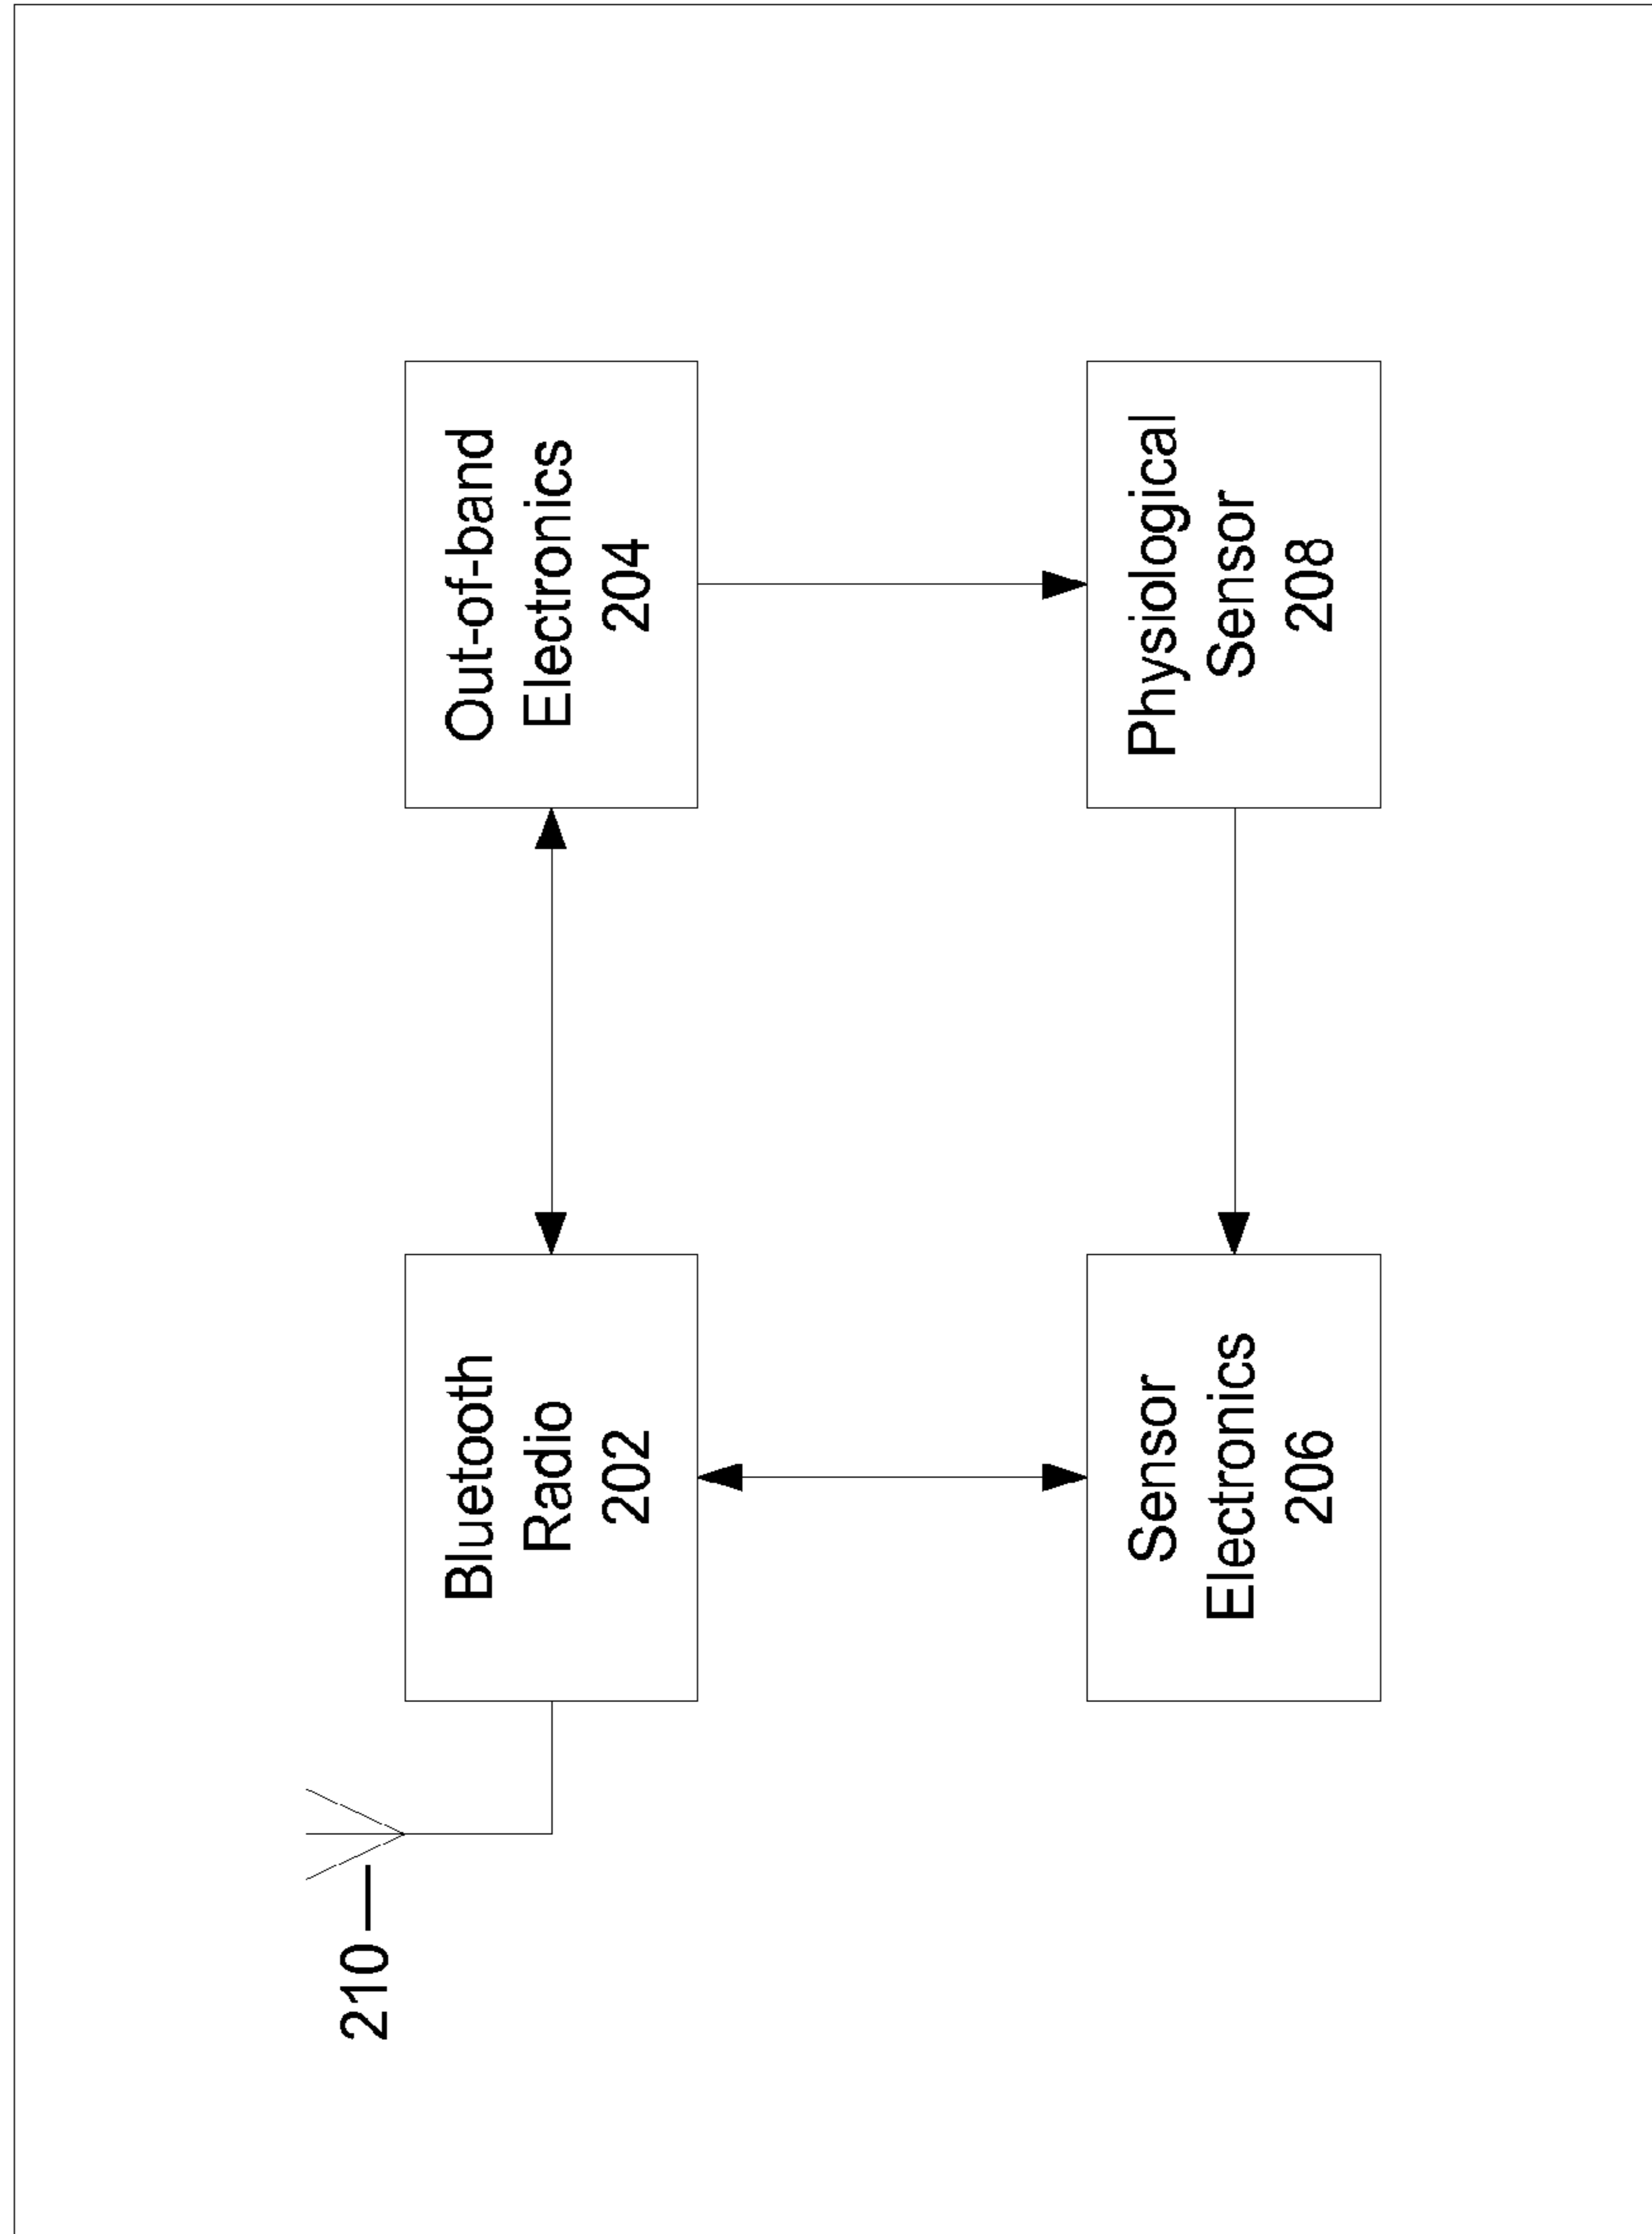 210
Bluetooth
Radio
202
Out-of-band
Electronics
204
Sensor
Electronics
206
Physiological
Sensor
208